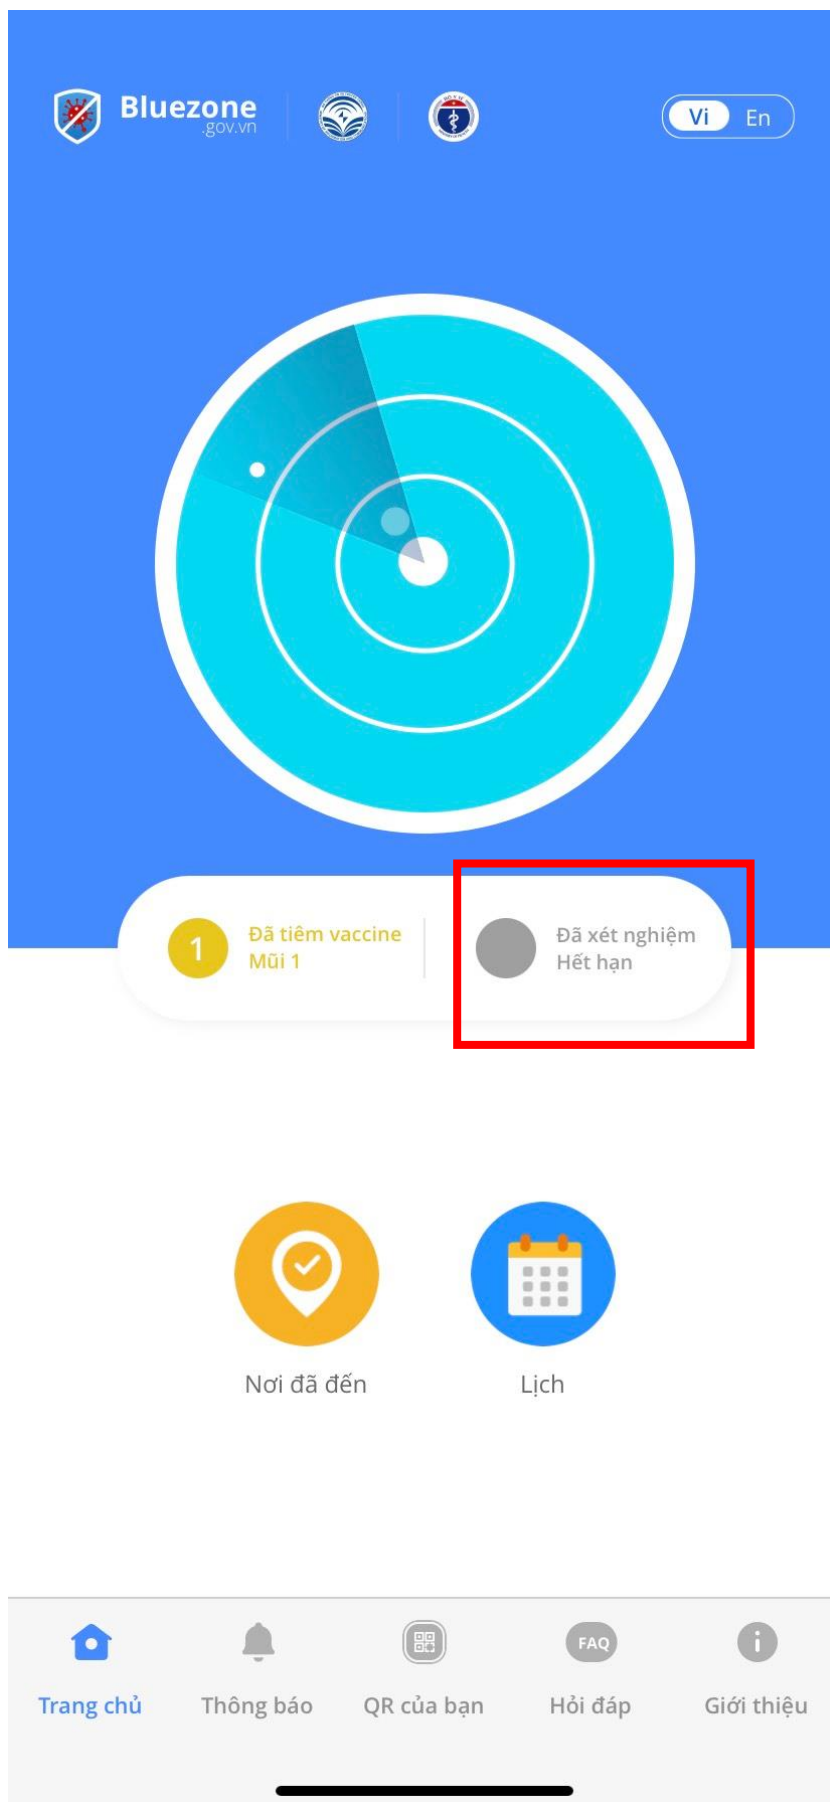 Bluezone
.gov.vn
Vi En
1
Đã tiêm vaccine
Mũi 1
Đã xét nghiệm
Hết hạn
Nơi đã đến
Lịch
FAQ
Trang chủ
Thông báo
QR của bạn
Hỏi đáp
Giới thiệu